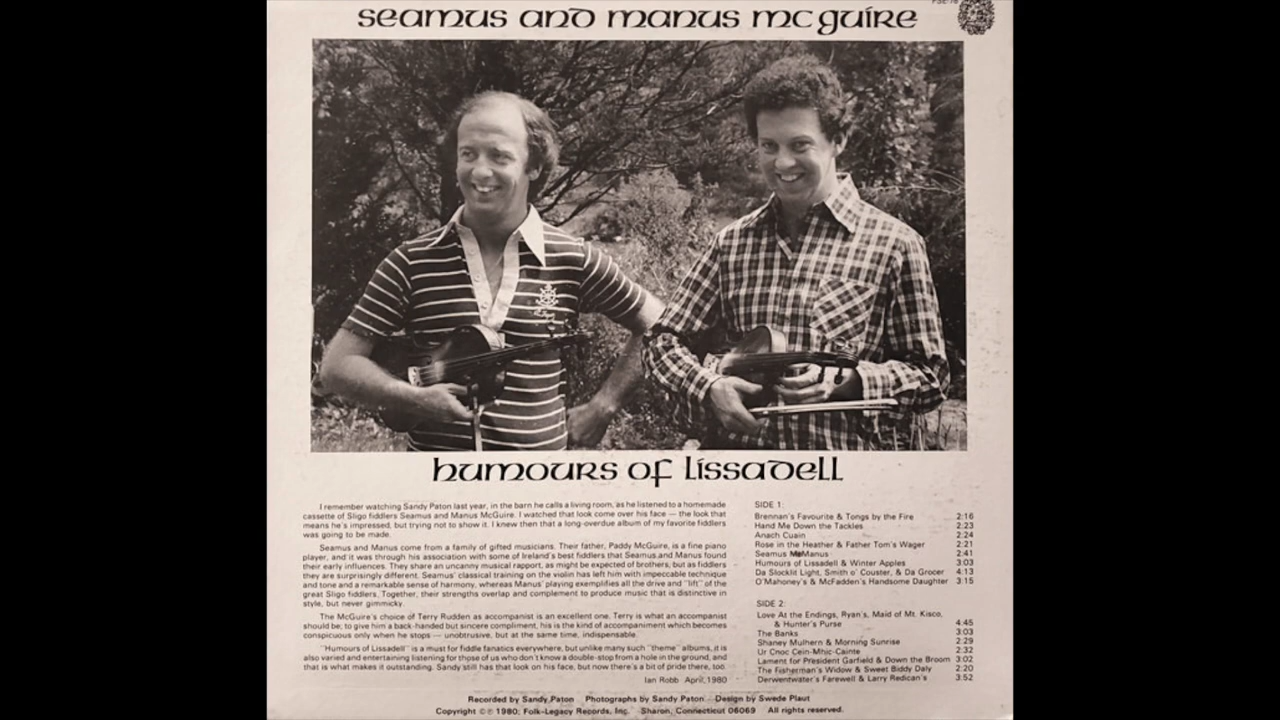 seamus and manus mc guire
humours of lissadell
I remember watching Sandy Paton last year, in the barn he calls a living room, as he listened to a homemade
cassette of Sligo fiddlers Seamus and Manus McGuire. I watched that look come over his face — the look that
means he's impressed, but trying not to show it. I knew then that a long-overdue album of my favorite fiddlers
was going to be made.
Seamus and Manus come from a family of gifted musicians. Their father, Paddy McGuire, is a fine piano
player, and it was through his association with some of Ireland's best fiddlers that Seamus and Manus found
their early influences. They share an uncanny musical rapport, as might be expected of brothers, but as fiddlers
they are surprisingly different. Seamus' classical training on the violin has left him with impeccable technique
and tone and a remarkable sense of harmony, whereas Manus' playing exemplifies all the drive and "lift" of the
great Sligo fiddlers. Together, their strengths overlap and complement to produce music that is distinctive in
style, but never gimmicky.
The McGuire's choice of Terry Rudden as accompanist is an excellent one. Terry is what an accompanist
should be; to give him a back-handed but sincere compliment, his is the kind of accompaniment which becomes
conspicuous only when he stops — unobtrusive, but at the same time, indispensable.
"Humours of Lissadell" is a must for fiddle fanatics everywhere, but unlike many such "theme" albums, it is
also varied and entertaining listening for those of us who don't know a double-stop from a hole in the ground, and
that is what makes it outstanding. Sandy still has that look on his face, but now there's a bit of pride there, too.
Ian Robb April, 1980
SIDE 1:
Brennan's Favourite & Tongs by the Fire 2:16
Hand Me Down the Tackles 2:23
Anach Cuain 2:24
Rose in the Heather & Father Tom's Wager 2:21
Seamus Manus 2:41
Humours of Lissadell & Winter Apples 3:03
Da Slocklit Light, Smith o' Couster, & Da Grocer 4:13
O'Mahoney's & McFadden's Handsome Daughter 3:15
SIDE 2:
Love At the Endings, Ryan's, Maid of Mt. Kisco,
& Hunter's Purse 4:45
The Banks 3:03
Shaney Mulhern & Morning Sunrise 2:29
Ur Cnoc Cein-Mhic-Cainte 2:32
Lament for President Garfield & Down the Broom 3:02
The Fisherman's Widow & Sweet Biddy Daly 2:20
Derwentwater's Farewell & Larry Redican's 3:52
Recorded by Sandy Paton Photographs by Sandy Paton Design by Swede Plaut
Copyright © ℗ 1980; Folk-Legacy Records, Inc. Sharon, Connecticut 06069 All rights reserved.